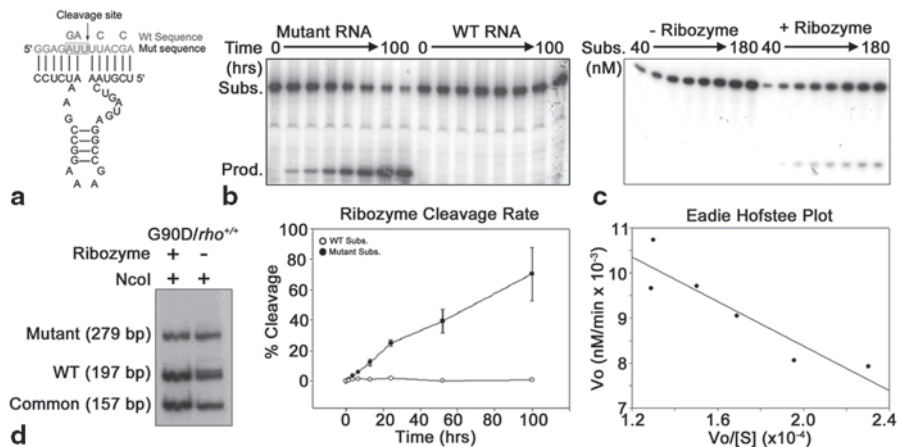 Cleavage site
GA C C Wt Sequence
5' GGAGAUUUUACGA Mut sequence
CCUCUA AAUGCU 5'
a
Mutant RNA WT RNA
Time 0 100 0 100
(hrs)
Subs.
Prod.
b
- Ribozyme + Ribozyme
Subs. 40 180 40 180
(nM)
c
G90D/rho+/+
Ribozyme + -
NcoI + +
Mutant (279 bp)
WT (197 bp)
Common (157 bp)
d
Ribozyme Cleavage Rate
WT Subs.
Mutant Subs.
% Cleavage
100
80
60
40
20
0
0 20 40 60 80 100
Time (hrs)
Eadie Hofstee Plot
Vo (nM/min x 10-3)
11
10
9
8
7
1.2 1.6 2.0 2.4
Vo/[S] (x10-4)